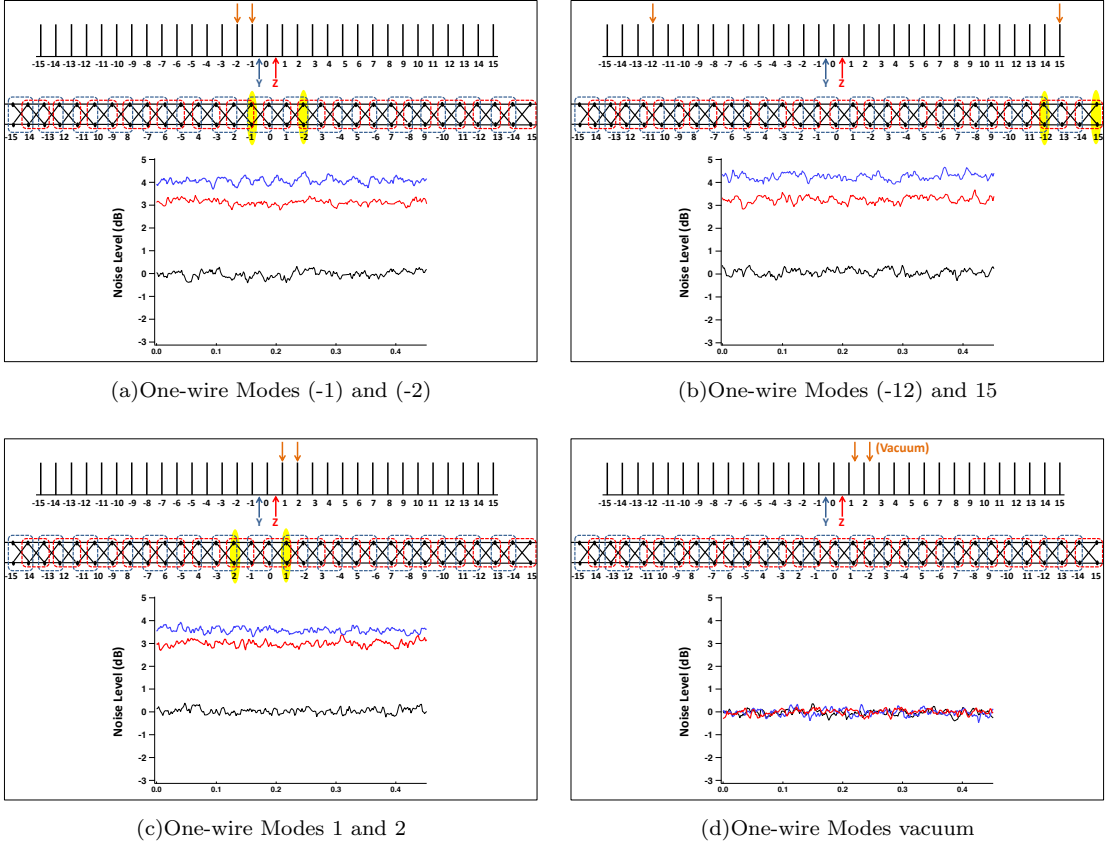 -15 -14 -13 -12 -11 -10 -9 -8 -7 -6 -5 -4 -3 -2 -1 0 1 2 3 4 5 6 7 8 9 10 11 12 13 14 15
Y Z
-15 14 -13 12 -11 10 -9 8 -7 6 -5 4 -3 2 -1 0 1 -2 3 -4 5 -6 7 -8 9 -10 11 -12 13 -14 15
Noise Level (dB)
5
4
3
2
1
0
-1
-2
-3
0.0 0.1 0.2 0.3 0.4
(a)One-wire Modes (-1) and (-2)
-15 -14 -13 -12 -11 -10 -9 -8 -7 -6 -5 -4 -3 -2 -1 0 1 2 3 4 5 6 7 8 9 10 11 12 13 14 15
Y Z
-15 14 -13 12 -11 10 -9 8 -7 6 -5 4 -3 2 -1 0 1 -2 3 -4 5 -6 7 -8 9 -10 11 -12 13 -14 15
Noise Level (dB)
5
4
3
2
1
0
-1
-2
-3
0.0 0.1 0.2 0.3 0.4
(b)One-wire Modes (-12) and 15
-15 -14 -13 -12 -11 -10 -9 -8 -7 -6 -5 -4 -3 -2 -1 0 1 2 3 4 5 6 7 8 9 10 11 12 13 14 15
Y Z
-15 14 -13 12 -11 10 -9 8 -7 6 -5 4 -3 2 -1 0 1 -2 3 -4 5 -6 7 -8 9 -10 11 -12 13 -14 15
Noise Level (dB)
5
4
3
2
1
0
-1
-2
-3
0.0 0.1 0.2 0.3 0.4
(c)One-wire Modes 1 and 2
(Vacuum)
-15 -14 -13 -12 -11 -10 -9 -8 -7 -6 -5 -4 -3 -2 -1 0 1 2 3 4 5 6 7 8 9 10 11 12 13 14 15
Y Z
-15 14 -13 12 -11 10 -9 8 -7 6 -5 4 -3 2 -1 0 1 -2 3 -4 5 -6 7 -8 9 -10 11 -12 13 -14 15
Noise Level (dB)
5
4
3
2
1
0
-1
-2
-3
0.0 0.1 0.2 0.3 0.4
(d)One-wire Modes vacuum